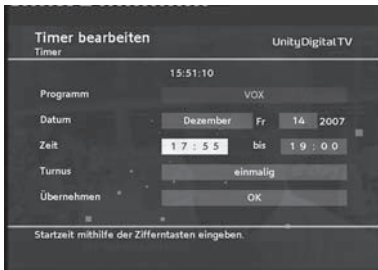 Timer bearbeiten UnityDigitalTV
Timer
15:51:10
Programm VOX
Datum Dezember Fr 14 2007
Zeit 17:55 bis 19:00
Turnus einmalig
Übernehmen OK
Startzeit mithilfe der Zifferntasten eingeben.